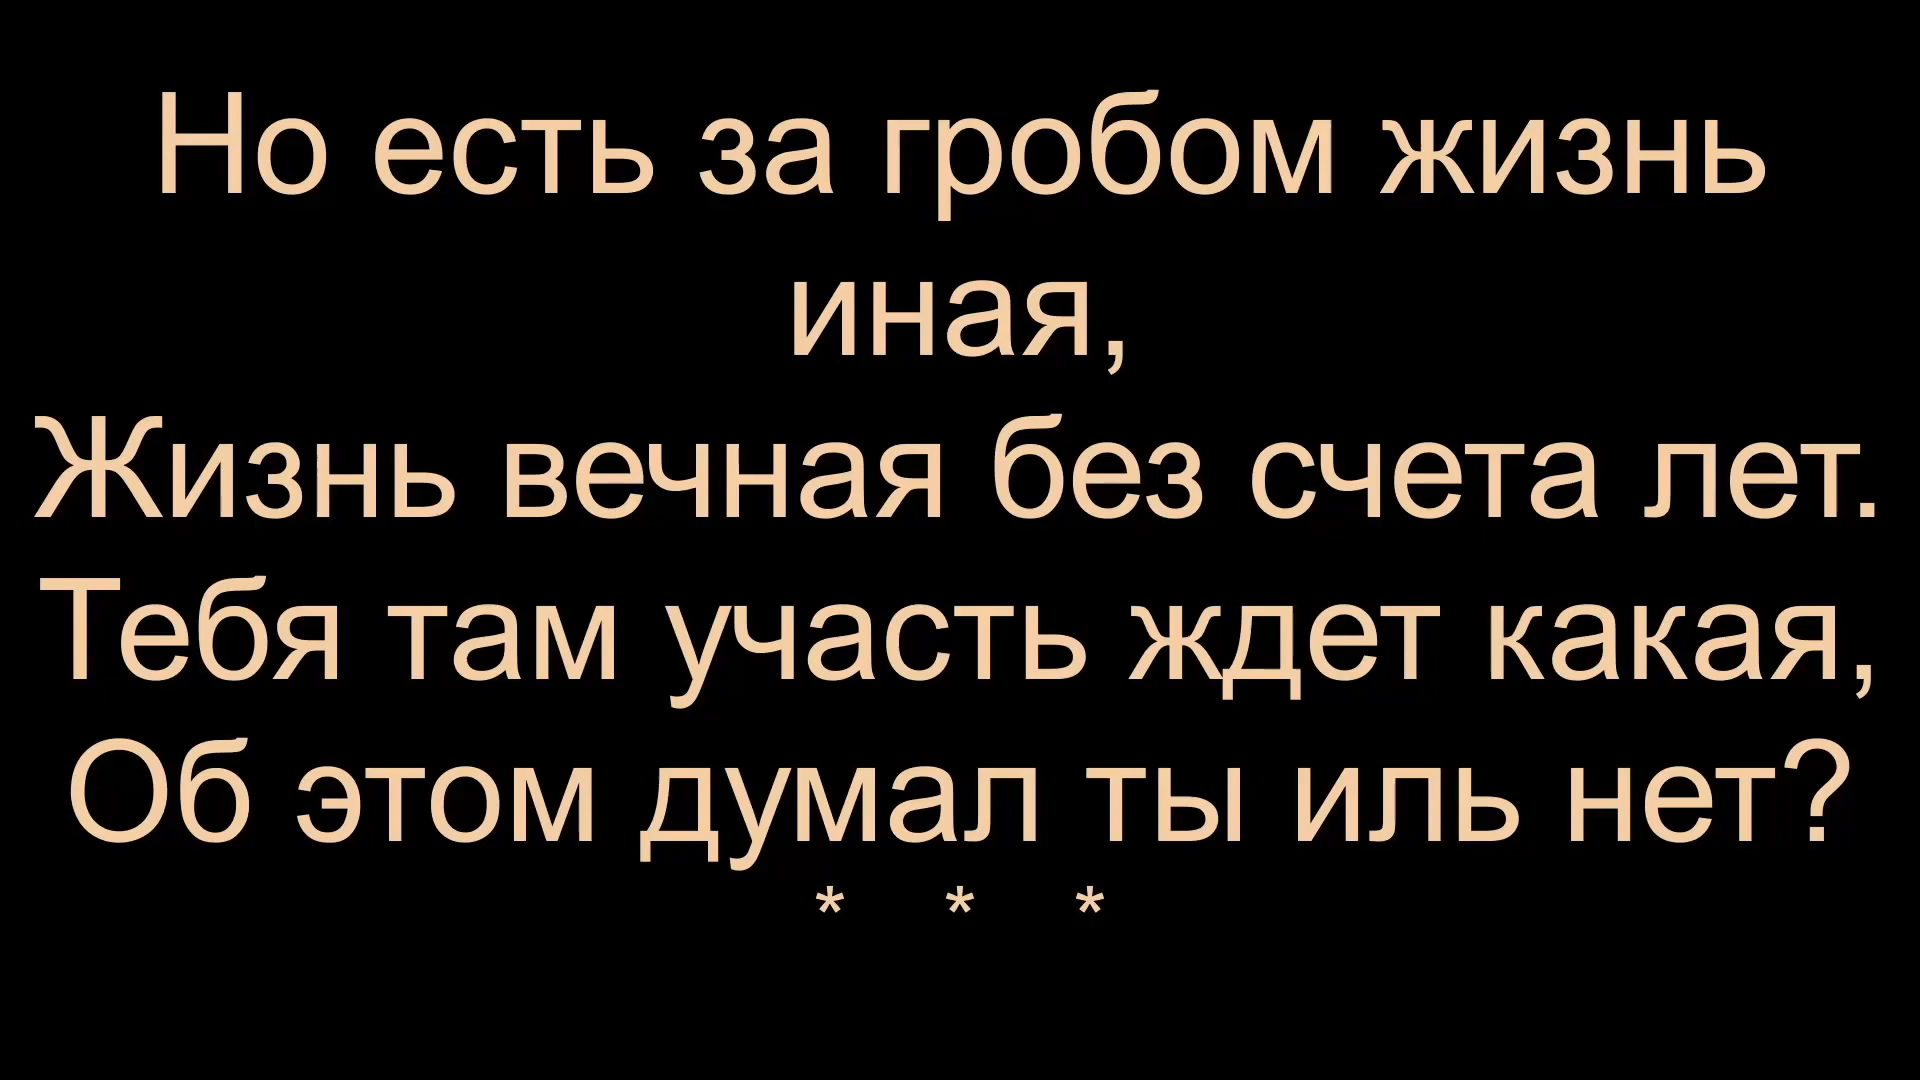 Но есть за гробом жизнь
иная,
Жизнь вечная без счета лет.
Тебя там участь ждет какая,
Об этом думал ты иль нет?
* * *